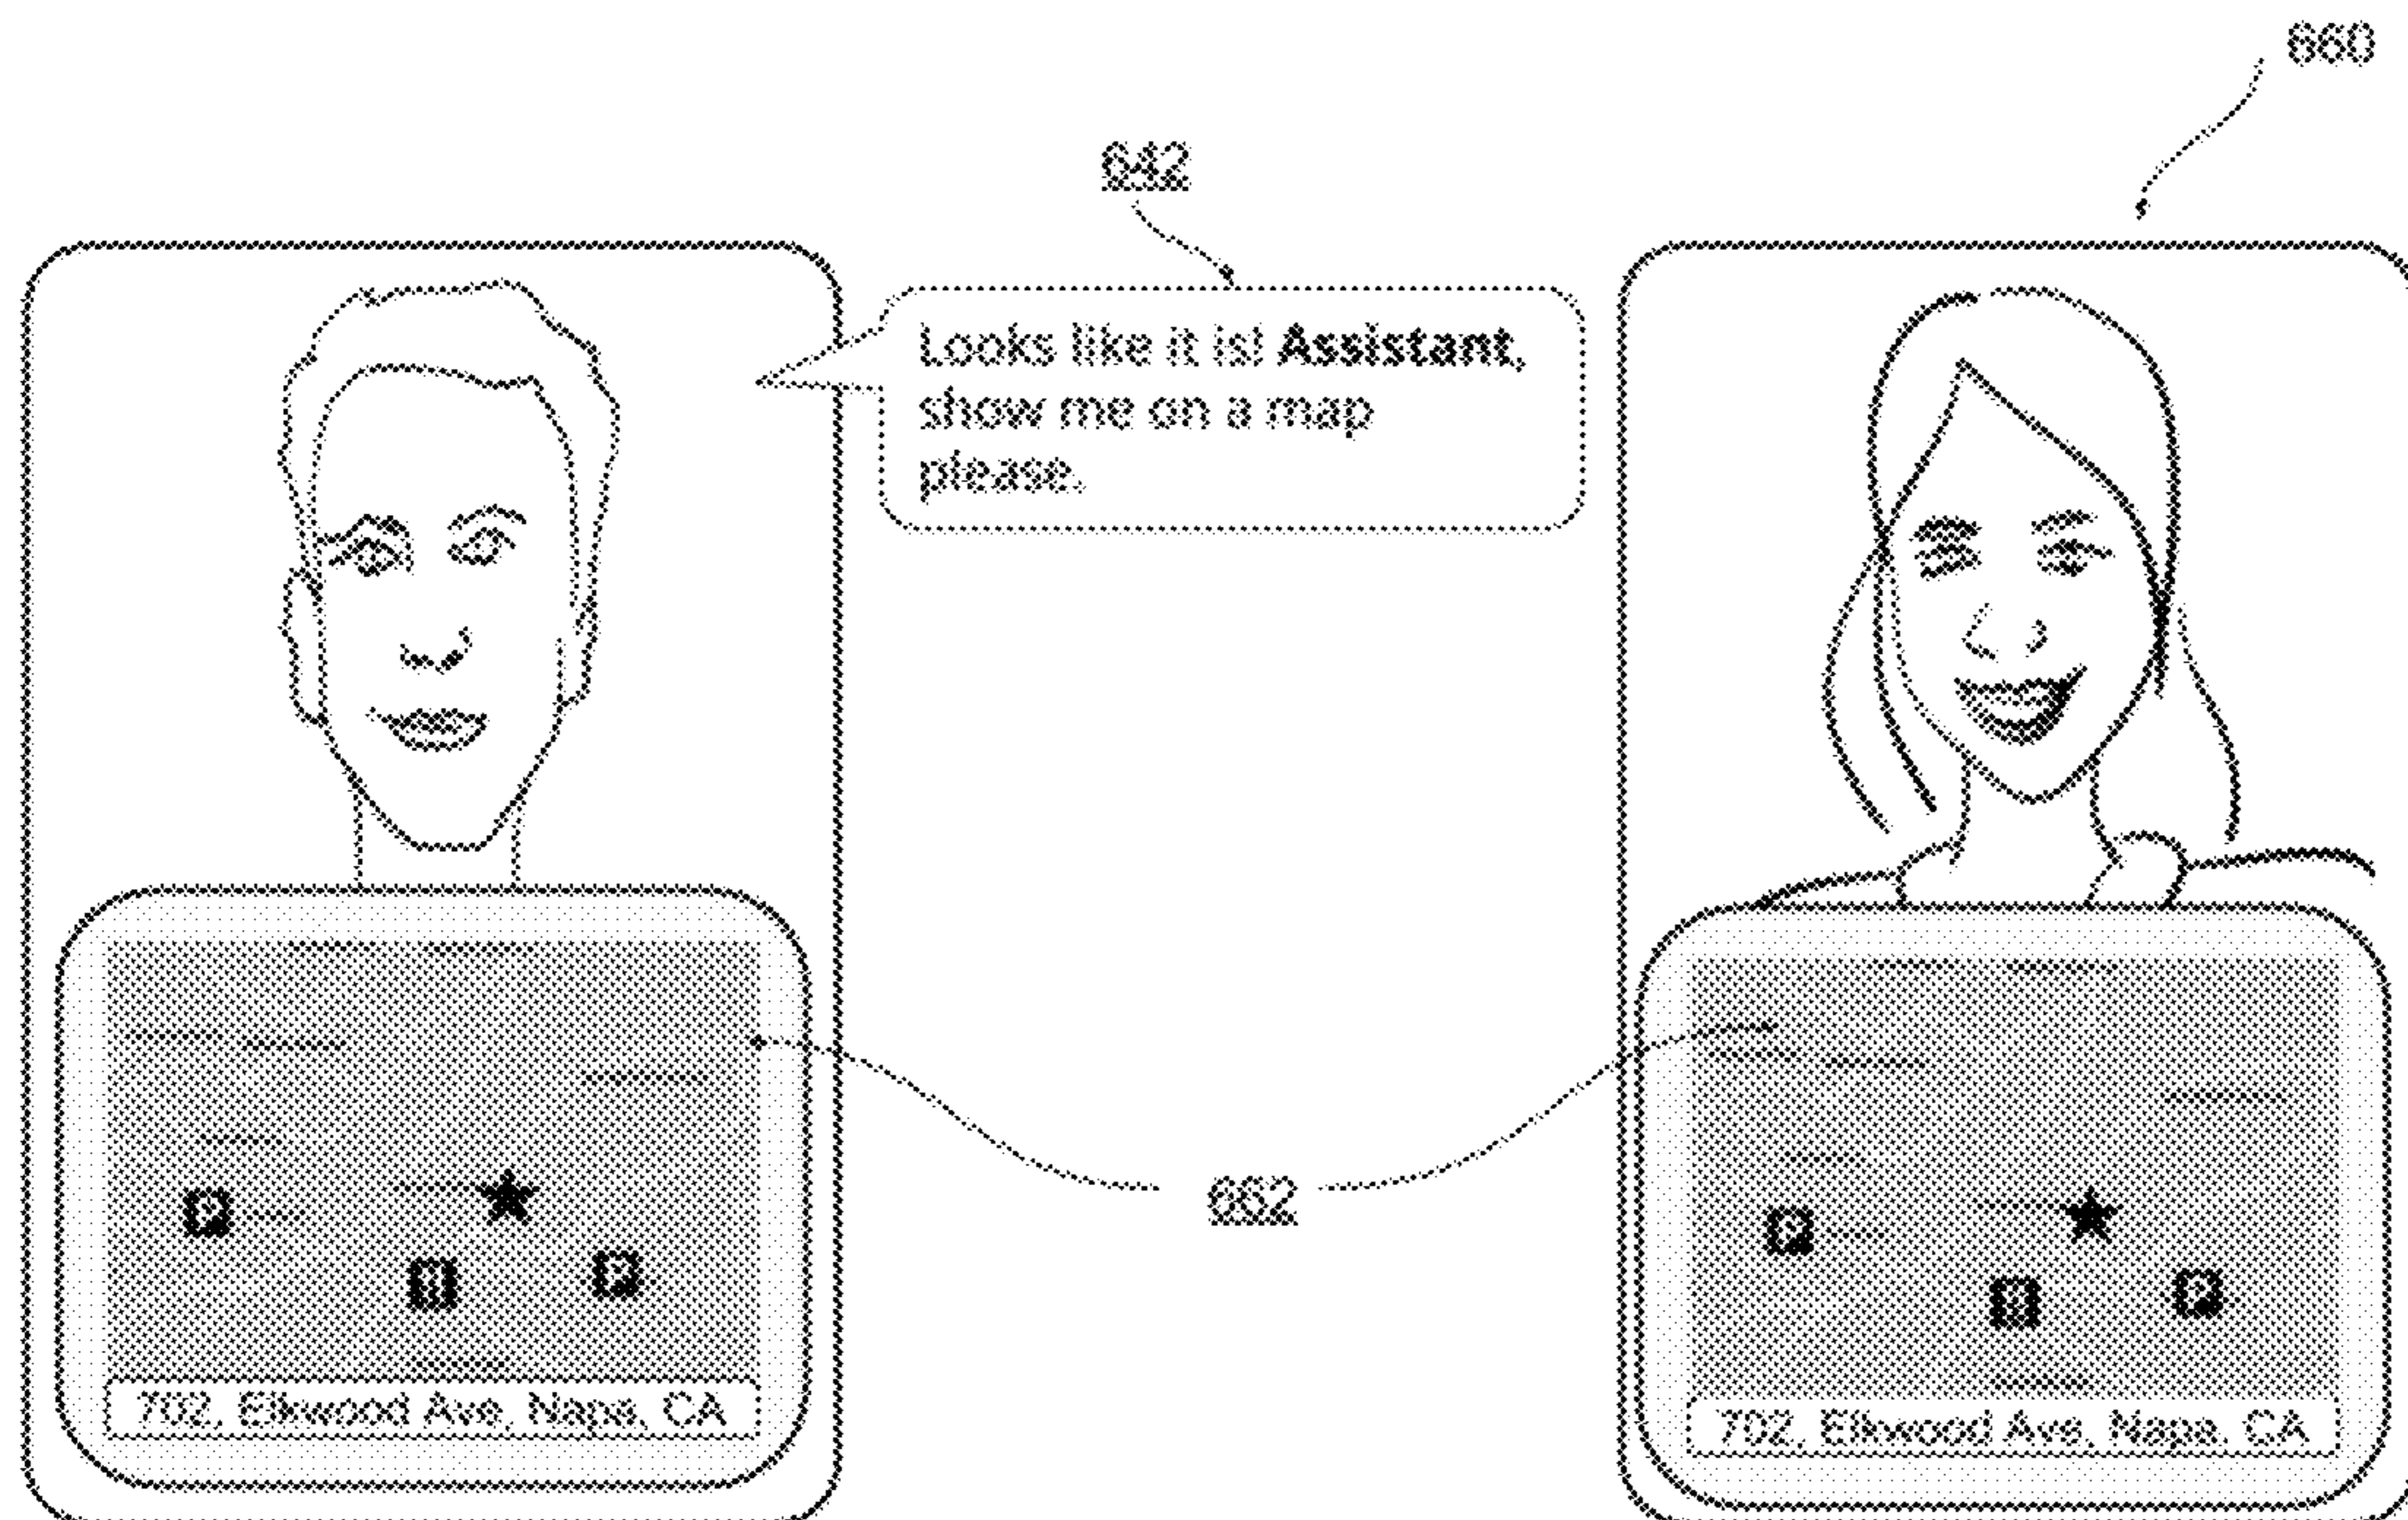 660
642
Looks like it is! Assistant,
show me on a map
please.
662
P
P
702, Elkwood Ave, Napa, CA
P
P
702, Elkwood Ave, Napa, CA